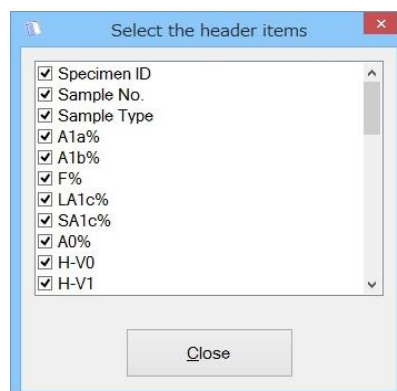 Select the header items
Specimen ID
Sample No.
Sample Type
A1a%
A1b%
F%
LA1c%
SA1c%
A0%
H-V0
H-V1
Close